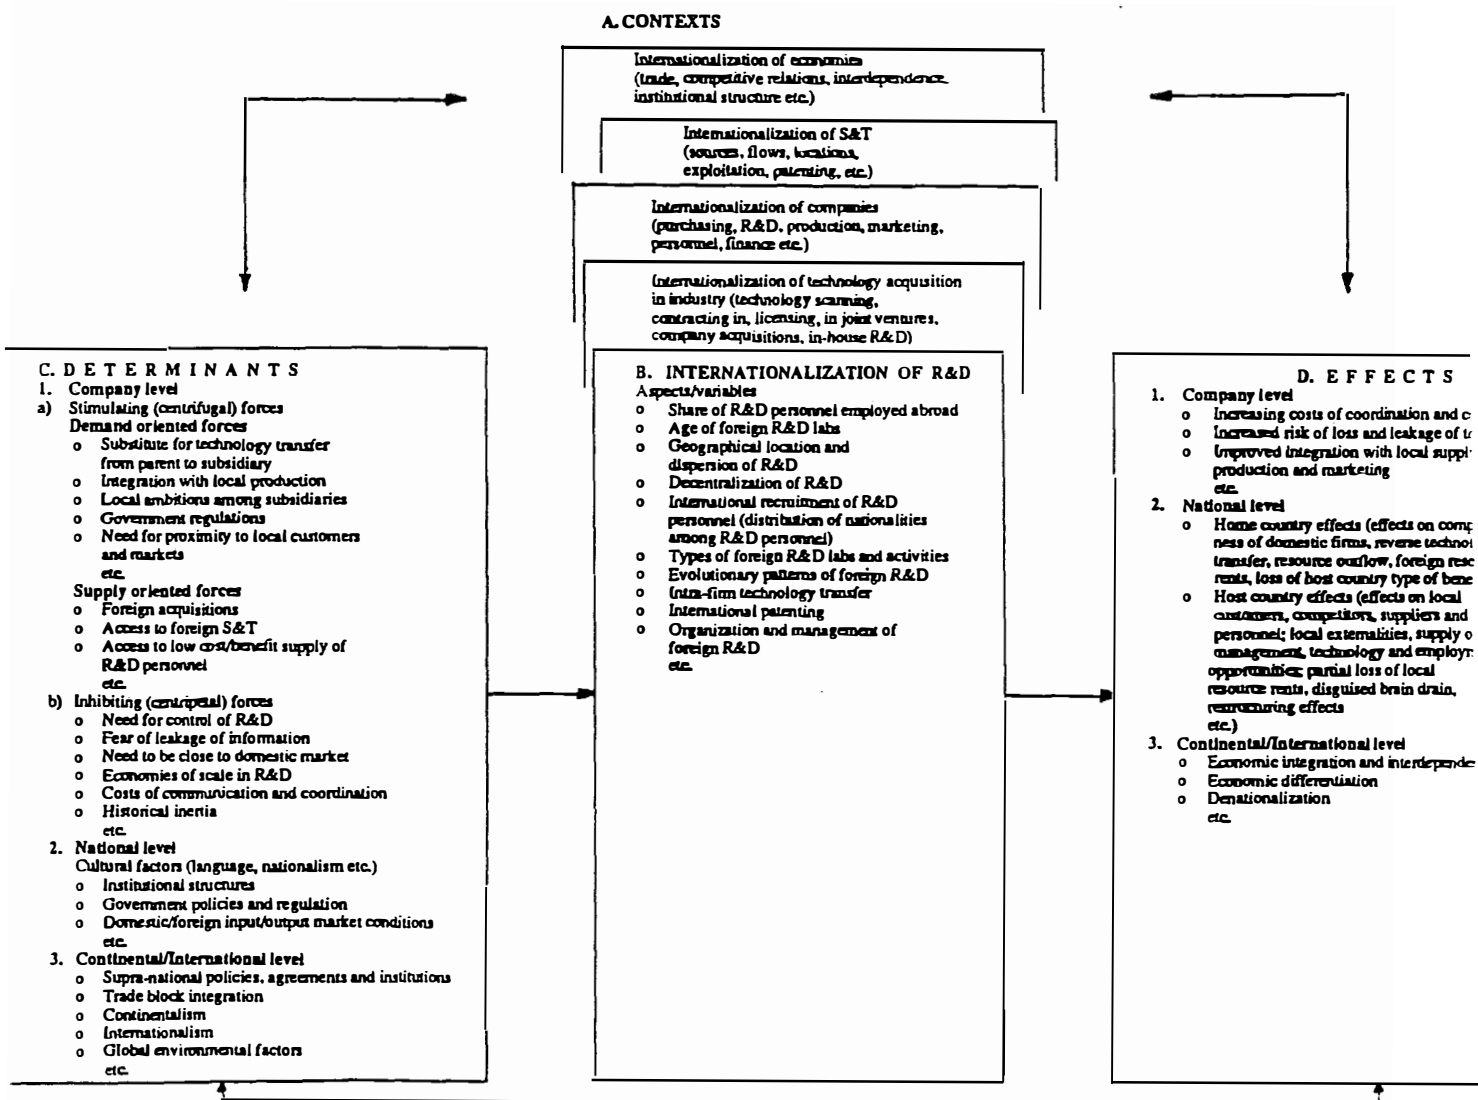 A. CONTEXTS
Internationalization of economies
(trade, competitive relations, interdependence
institutional structure etc.)
Internationalization of S&T
(sources, flows, locations,
exploitation, patenting, etc.)
Internationalization of companies
(purchasing, R&D, production, marketing,
personnel, finance etc.)
Internationalization of technology acquisition
in industry (technology scanning,
contracting in, licensing, in joint ventures,
company acquisitions, in-house R&D)
C. DETERMINANTS
1. Company level
a) Stimulating (centrifugal) forces
Demand oriented forces
o Substitute for technology transfer
from parent to subsidiary
o Integration with local production
o Local ambitions among subsidiaries
o Government regulations
o Need for proximity to local customers
and markets
etc.
Supply oriented forces
o Foreign acquisitions
o Access to foreign S&T
o Access to low cost/benefit supply of
R&D personnel
etc.
b) Inhibiting (centripetal) forces
o Need for control of R&D
o Fear of leakage of information
o Need to be close to domestic market
o Economies of scale in R&D
o Costs of communication and coordination
o Historical inertia
etc.
2. National level
Cultural factors (language, nationalism etc.)
o Institutional structures
o Government policies and regulation
o Domestic/foreign input/output market conditions
etc.
3. Continental/International level
o Supra-national policies, agreements and institutions
o Trade block integration
o Continentalism
o Internationalism
o Global environmental factors
etc.
B. INTERNATIONALIZATION OF R&D
Aspects/variables
o Share of R&D personnel employed abroad
o Age of foreign R&D labs
o Geographical location and
dispersion of R&D
o Decentralization of R&D
o International recruitment of R&D
personnel (distribution of nationalities
among R&D personnel)
o Types of foreign R&D labs and activities
o Evolutionary patterns of foreign R&D
o Intra-firm technology transfer
o International patenting
o Organization and management of
foreign R&D
etc.
D. EFFECTS
1. Company level
o Increasing costs of coordination and c
o Increased risk of loss and leakage of
o Improved integration with local suppl
production and marketing
etc.
2. National level
o Home country effects (effects on comp
ness of domestic firms, reverse technol
transfer, resource outflow, foreign resc
rents, loss of host country type of bene
o Host country effects (effects on local
customers, competitors, suppliers and
personnel; local externalities, supply o
management, technology and employm
opportunities; partial loss of local
resource rents, disguised brain drain,
restructuring effects
etc.)
3. Continental/International level
o Economic integration and interdepende
o Economic differentiation
o Denationalization
etc.